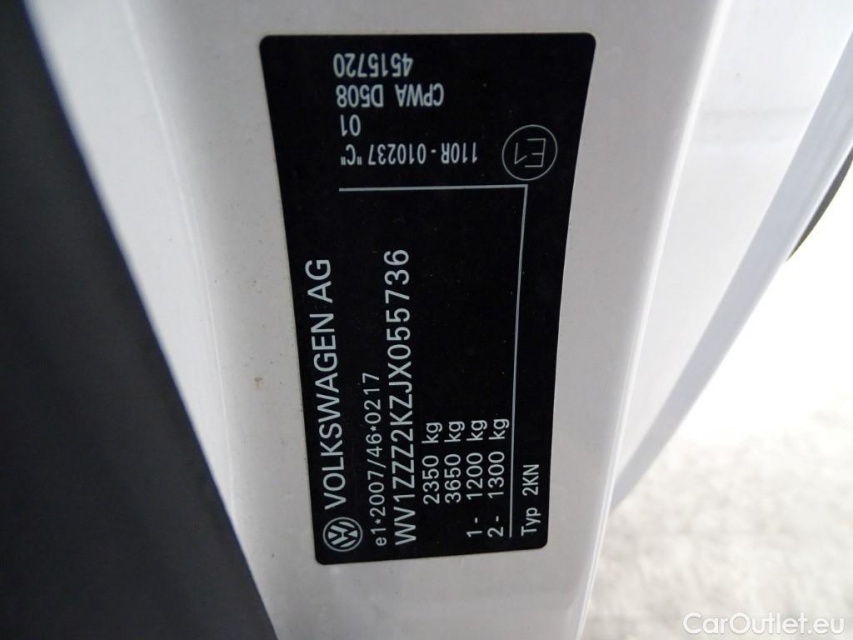 VOLKSWAGEN AG
e1*2007/46*0217
WV1ZZZ2KZJX055736
2350 kg
3650 kg
1- 1200 kg
2- 1300 kg
Typ 2KN
E1
110R-010237"C"
01
CPWA D508
4515720
CarOutlet.eu